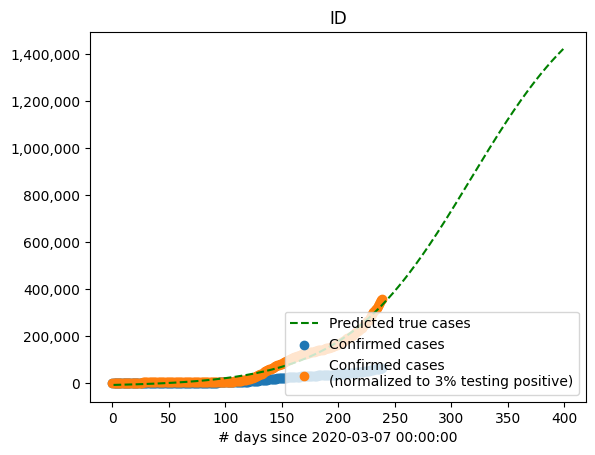 ID
1,400,000
1,200,000
1,000,000
800,000
600,000
400,000
200,000
0
Predicted true cases
Confirmed cases
Confirmed cases
(normalized to 3% testing positive)
0 50 100 150 200 250 300 350 400
# days since 2020-03-07 00:00:00